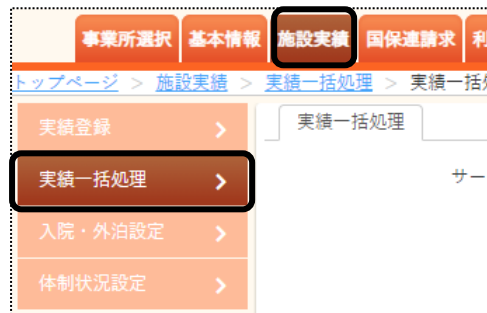 事業所選択 基本情報 施設実績 国保連請求 利
トップページ > 施設実績 > 実績一括処理 > 実績一括
実績登録
実績一括処理
実績一括処理
サー
入院・外泊設定
体制状況設定